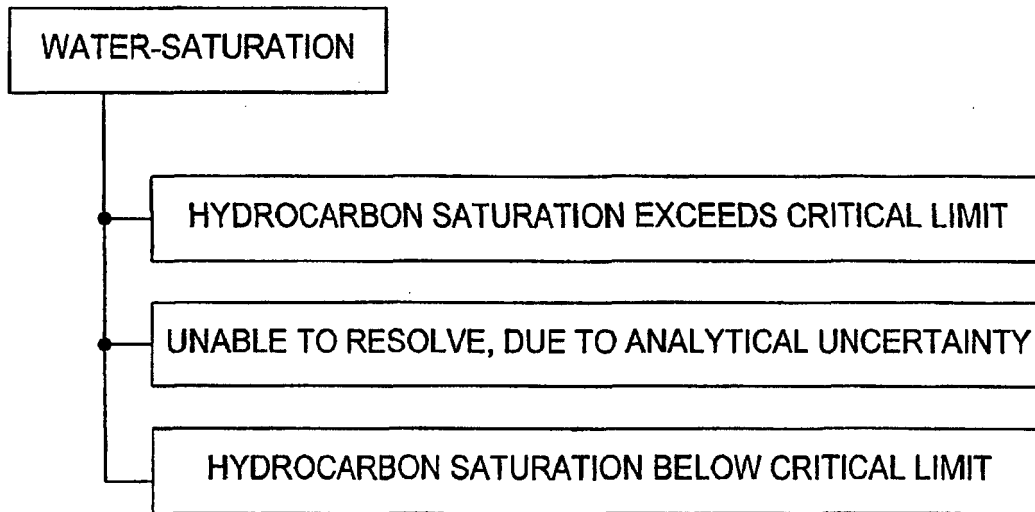 WATER-SATURATION
HYDROCARBON SATURATION EXCEEDS CRITICAL LIMIT
UNABLE TO RESOLVE, DUE TO ANALYTICAL UNCERTAINTY
HYDROCARBON SATURATION BELOW CRITICAL LIMIT